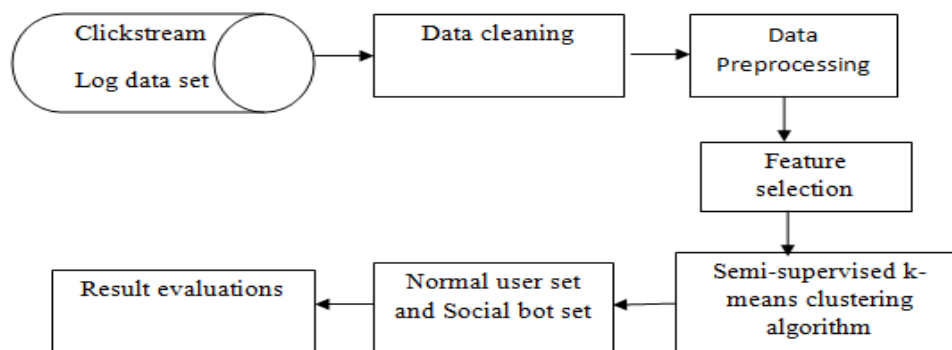 Clickstream
Log data set
Data cleaning
Data
Preprocessing
Feature
selection
Semi-supervised k-
means clustering
algorithm
Normal user set
and Social bot set
Result evaluations